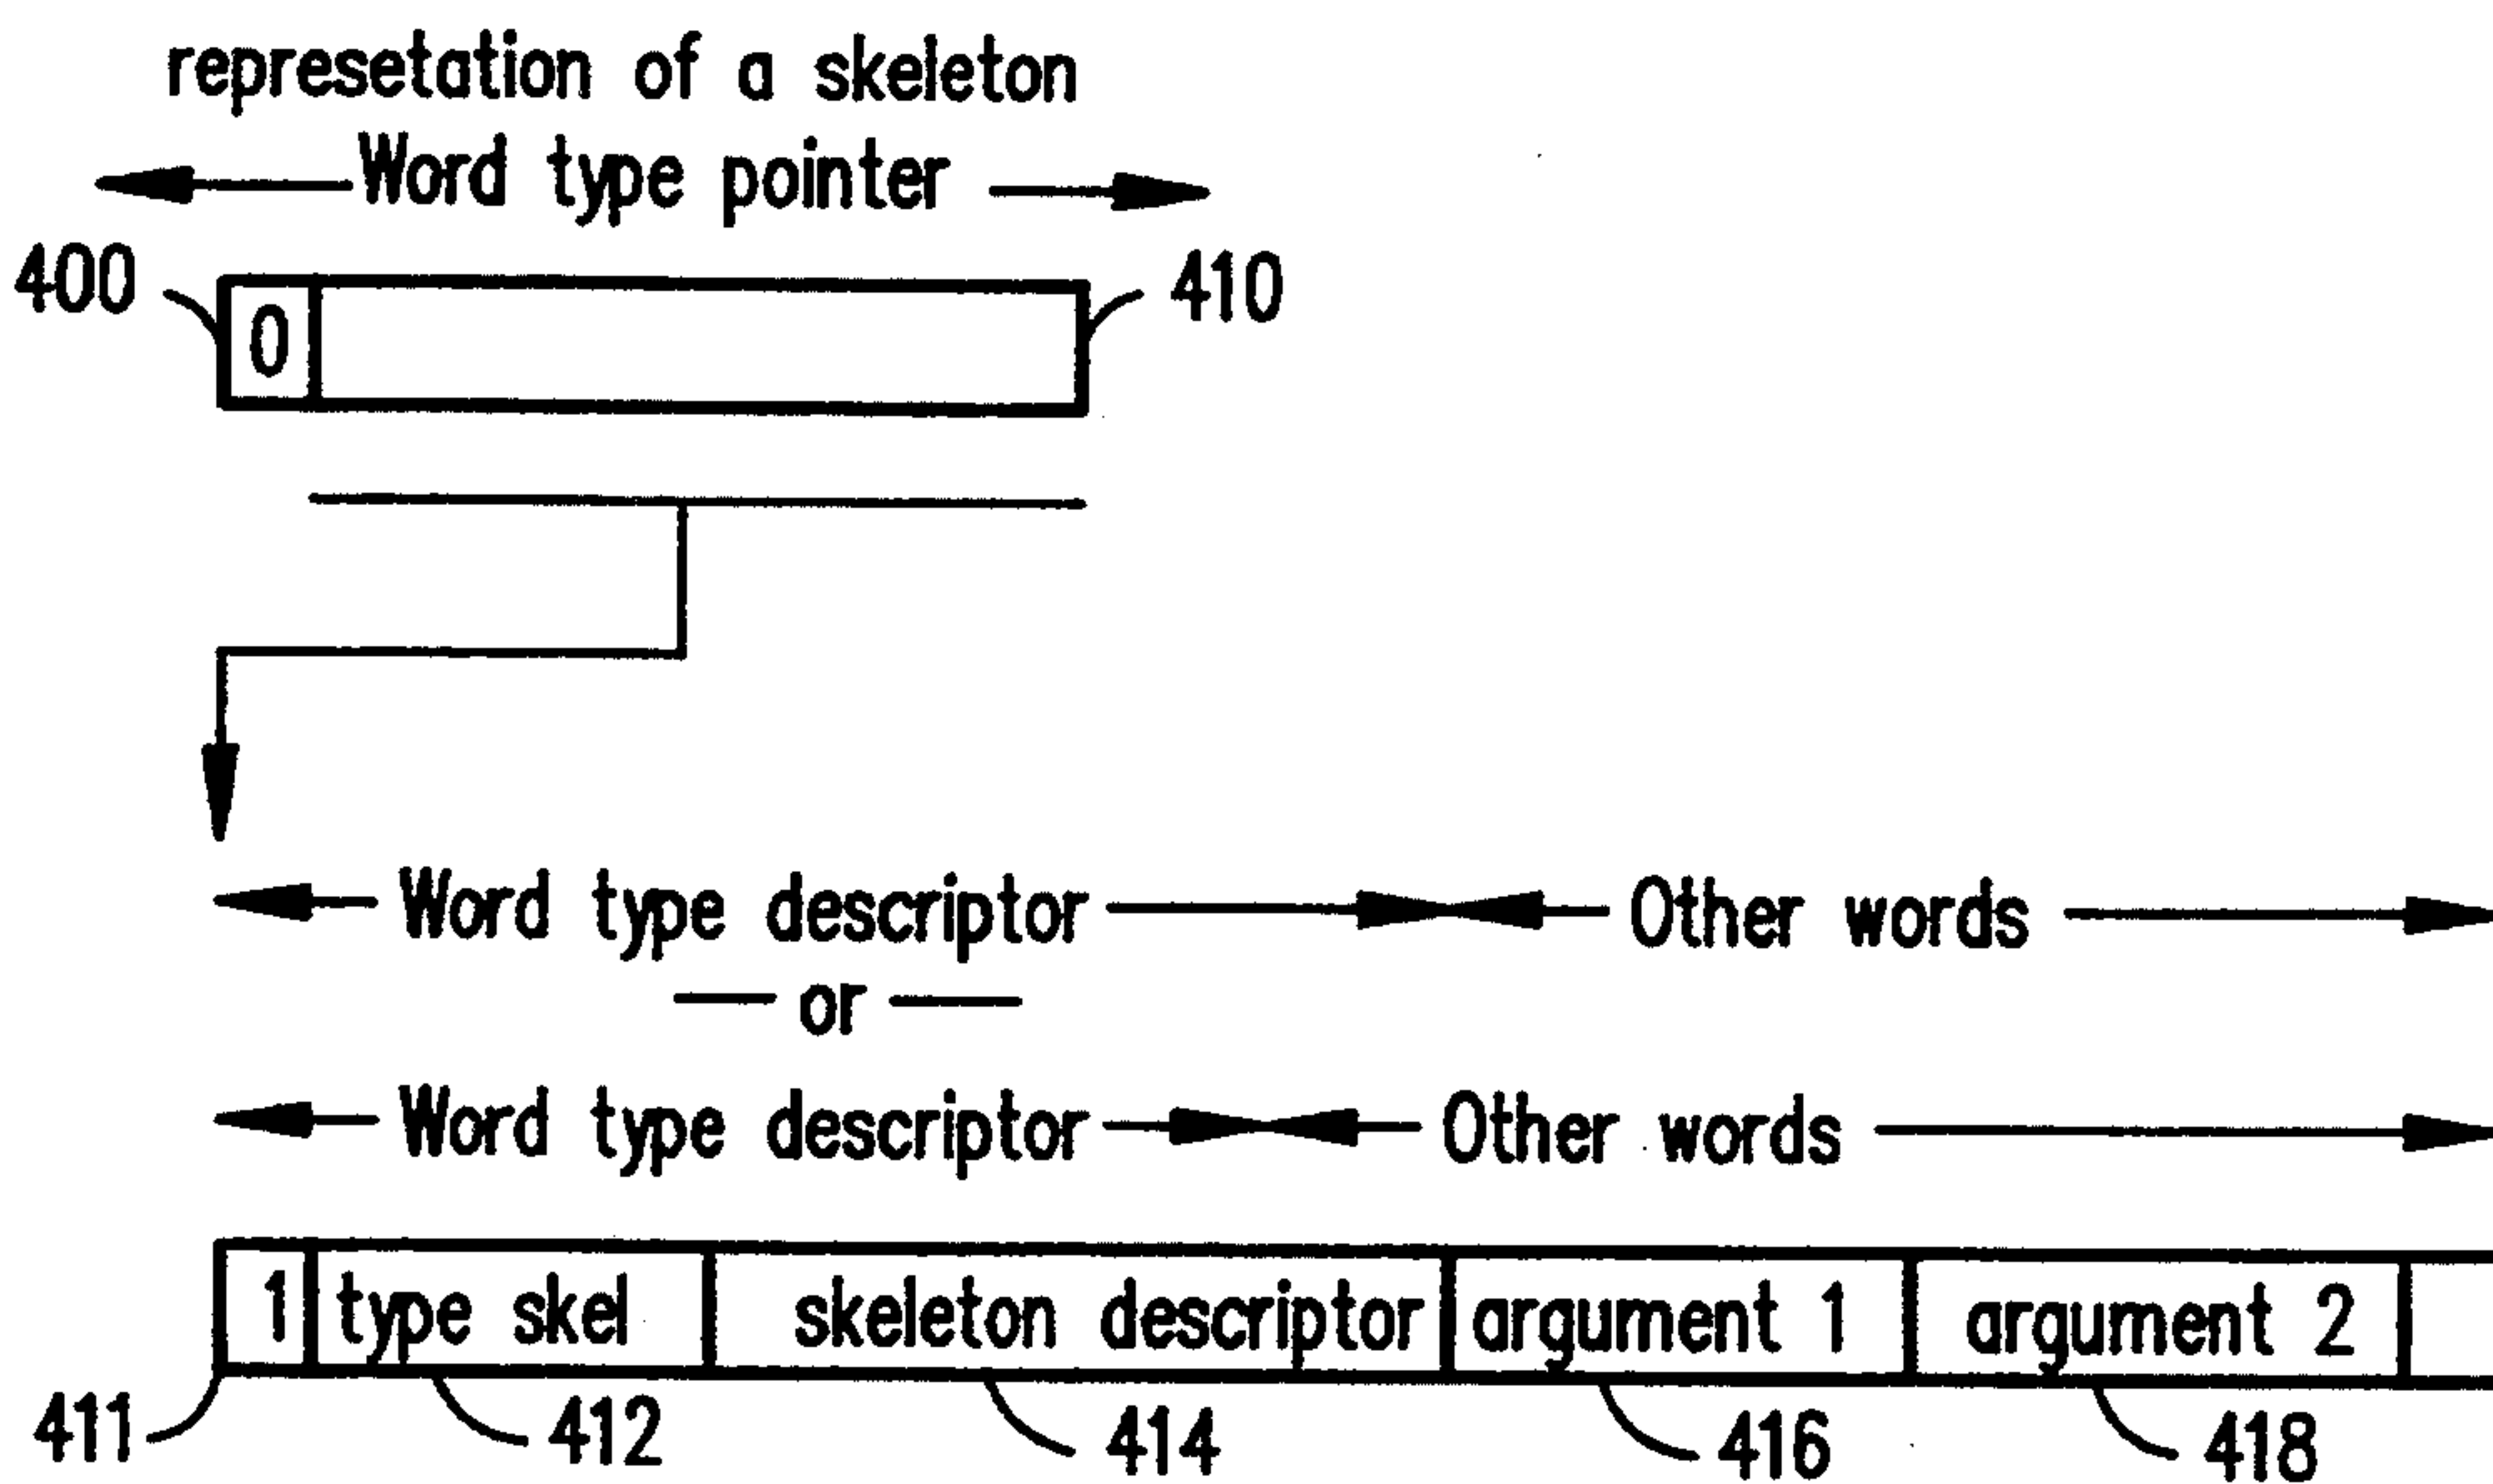 represetation of a skeleton
Word type pointer
400 410
0
Word type descriptor Other words
or
Word type descriptor Other words
1 type skel skeleton descriptor argument 1 argument 2
411 412 414 416 418